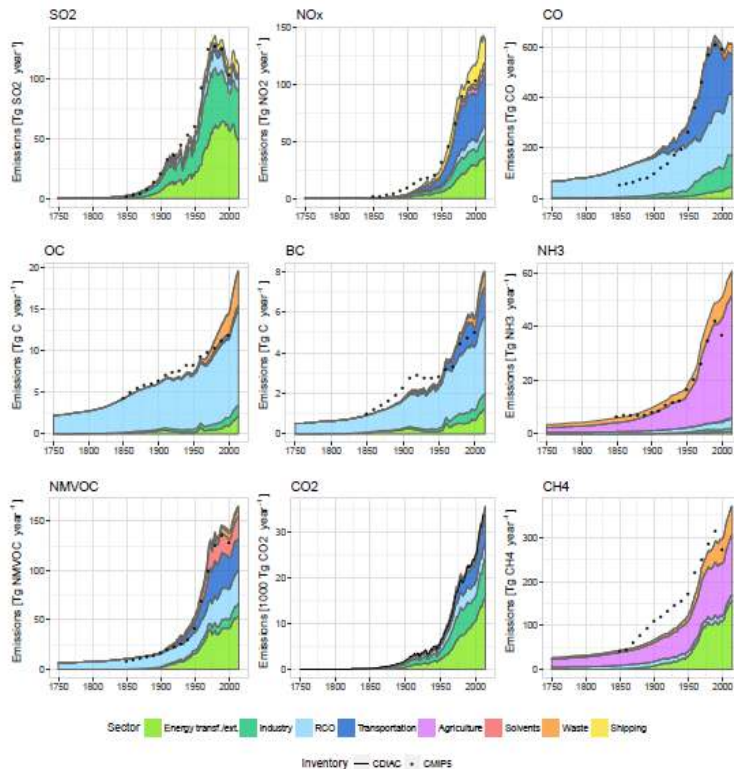 SO2
NOx
CO
Emissions [Tg SO2 year⁻¹]
100
50
0
1750 1800 1850 1900 1950 2000
Emissions [Tg NO2 year⁻¹]
150
100
50
0
1750 1800 1850 1900 1950 2000
Emissions [Tg CO year⁻¹]
600
400
200
0
1750 1800 1850 1900 1950 2000
OC
BC
NH3
Emissions [Tg C year⁻¹]
20
15
10
5
0
1750 1800 1850 1900 1950 2000
Emissions [Tg C year⁻¹]
8
6
4
2
0
1750 1800 1850 1900 1950 2000
Emissions [Tg NH3 year⁻¹]
60
40
20
0
1750 1800 1850 1900 1950 2000
NMVOC
CO2
CH4
Emissions [Tg NMVOC year⁻¹]
150
100
50
0
1750 1800 1850 1900 1950 2000
Emissions [1000 Tg CO2 year⁻¹]
30
20
10
0
1750 1800 1850 1900 1950 2000
Emissions [Tg CH4 year⁻¹]
300
200
100
0
1750 1800 1850 1900 1950 2000
Sector Energy transf./ext. Industry RCO Transportation Agriculture Solvents Waste Shipping
Inventory CDIAC CMIP5